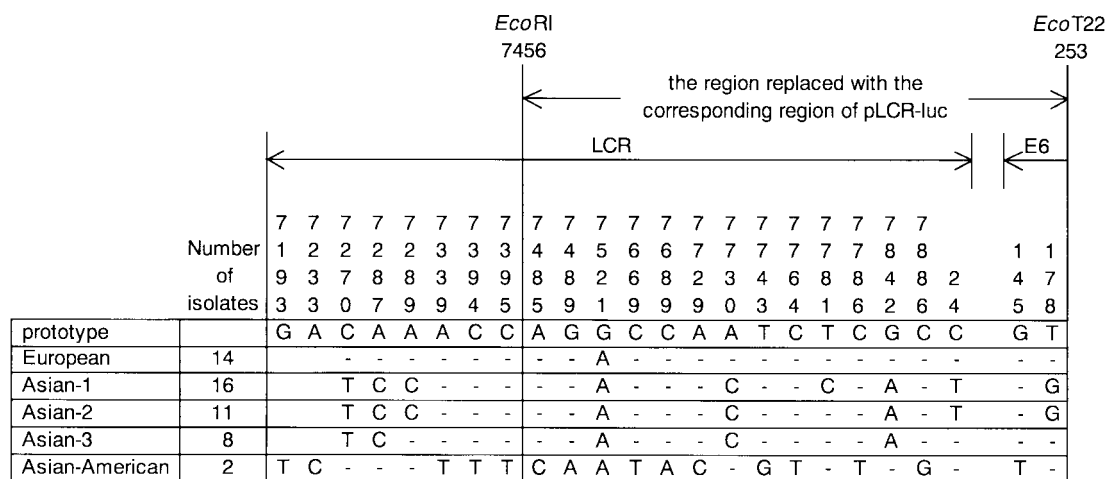 EcoRI
7456
EcoT22
253
the region replaced with the
corresponding region of pLCR-luc
LCR
E6
7 7 7 7 7 7 7 7 7 7 7 7 7 7 7 7 7 7 7 7 7
Number 1 2 2 2 2 3 3 3 4 4 5 6 6 7 7 7 7 7 7 8 8 1 1
of 9 3 7 8 8 3 9 9 8 8 2 6 8 2 3 4 6 8 8 4 8 2 4 7
isolates 3 3 0 7 9 9 4 5 5 9 1 9 9 9 0 3 4 1 6 2 6 4 5 8
prototype G A C A A A C C A G G C C A A T C T C G C C G T
European 14 - - - - - - - - A - - - - - - - - - - - - -
Asian-1 16 T C C - - - - - A - - - C - - C - A - T - G
Asian-2 11 T C C - - - - - A - - - C - - - - A - T - G
Asian-3 8 T C - - - - - - A - - - C - - - - A - - - -
Asian-American 2 T C - - - T T T C A A T A C - G T - T - G - T -